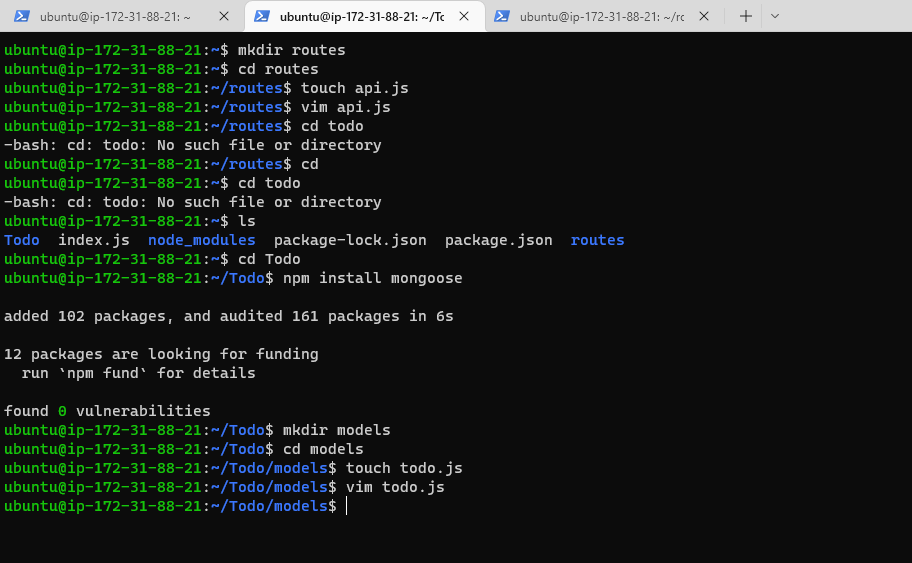 ubuntu@ip-172-31-88-21: ~
ubuntu@ip-172-31-88-21: ~/To
ubuntu@ip-172-31-88-21: ~/ro
ubuntu@ip-172-31-88-21:~$ mkdir routes
ubuntu@ip-172-31-88-21:~$ cd routes
ubuntu@ip-172-31-88-21:~/routes$ touch api.js
ubuntu@ip-172-31-88-21:~/routes$ vim api.js
ubuntu@ip-172-31-88-21:~/routes$ cd todo
-bash: cd: todo: No such file or directory
ubuntu@ip-172-31-88-21:~/routes$ cd
ubuntu@ip-172-31-88-21:~$ cd todo
-bash: cd: todo: No such file or directory
ubuntu@ip-172-31-88-21:~$ ls
Todo  index.js  node_modules  package-lock.json  package.json  routes
ubuntu@ip-172-31-88-21:~$ cd Todo
ubuntu@ip-172-31-88-21:~/Todo$ npm install mongoose
added 102 packages, and audited 161 packages in 6s
12 packages are looking for funding
  run `npm fund` for details
found 0 vulnerabilities
ubuntu@ip-172-31-88-21:~/Todo$ mkdir models
ubuntu@ip-172-31-88-21:~/Todo$ cd models
ubuntu@ip-172-31-88-21:~/Todo/models$ touch todo.js
ubuntu@ip-172-31-88-21:~/Todo/models$ vim todo.js
ubuntu@ip-172-31-88-21:~/Todo/models$